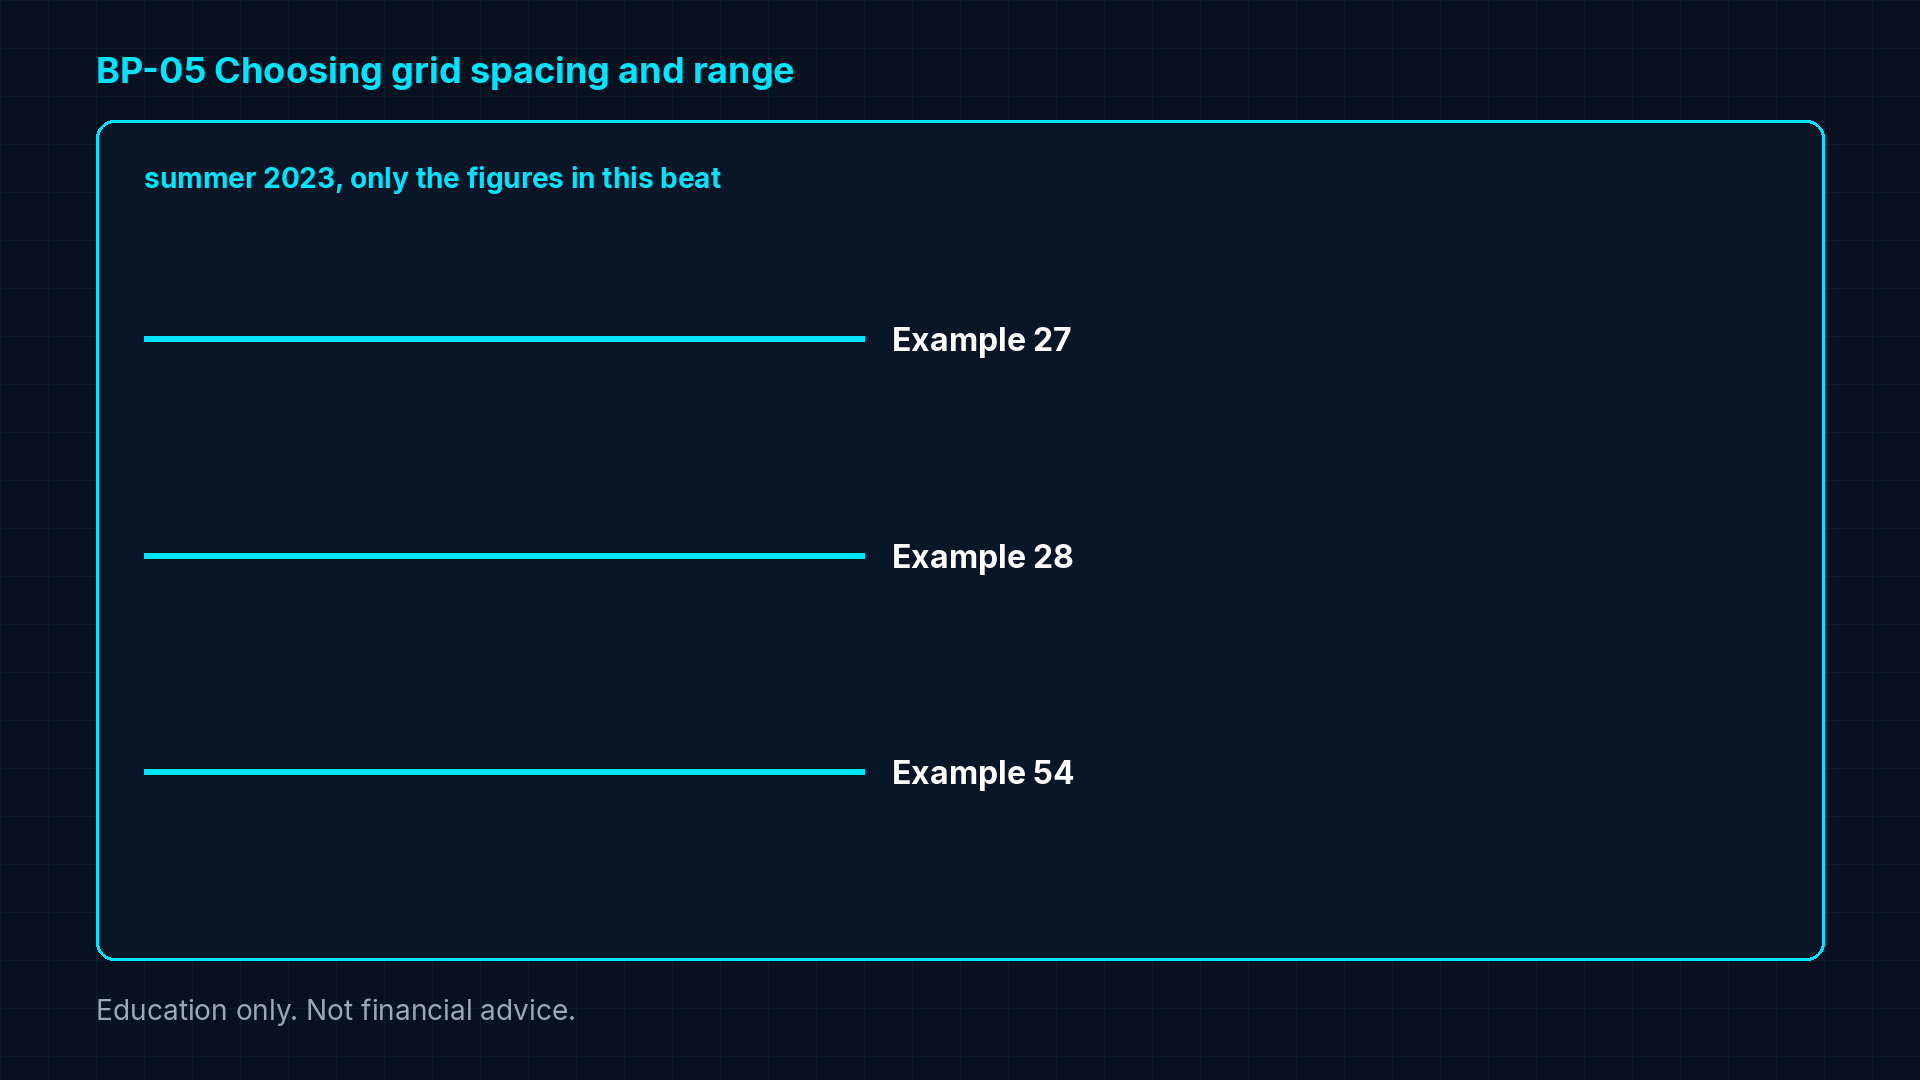 BP-05 Choosing grid spacing and range
summer 2023, only the figures in this beat
Example 27
Example 28
Example 54
Education only. Not financial advice.